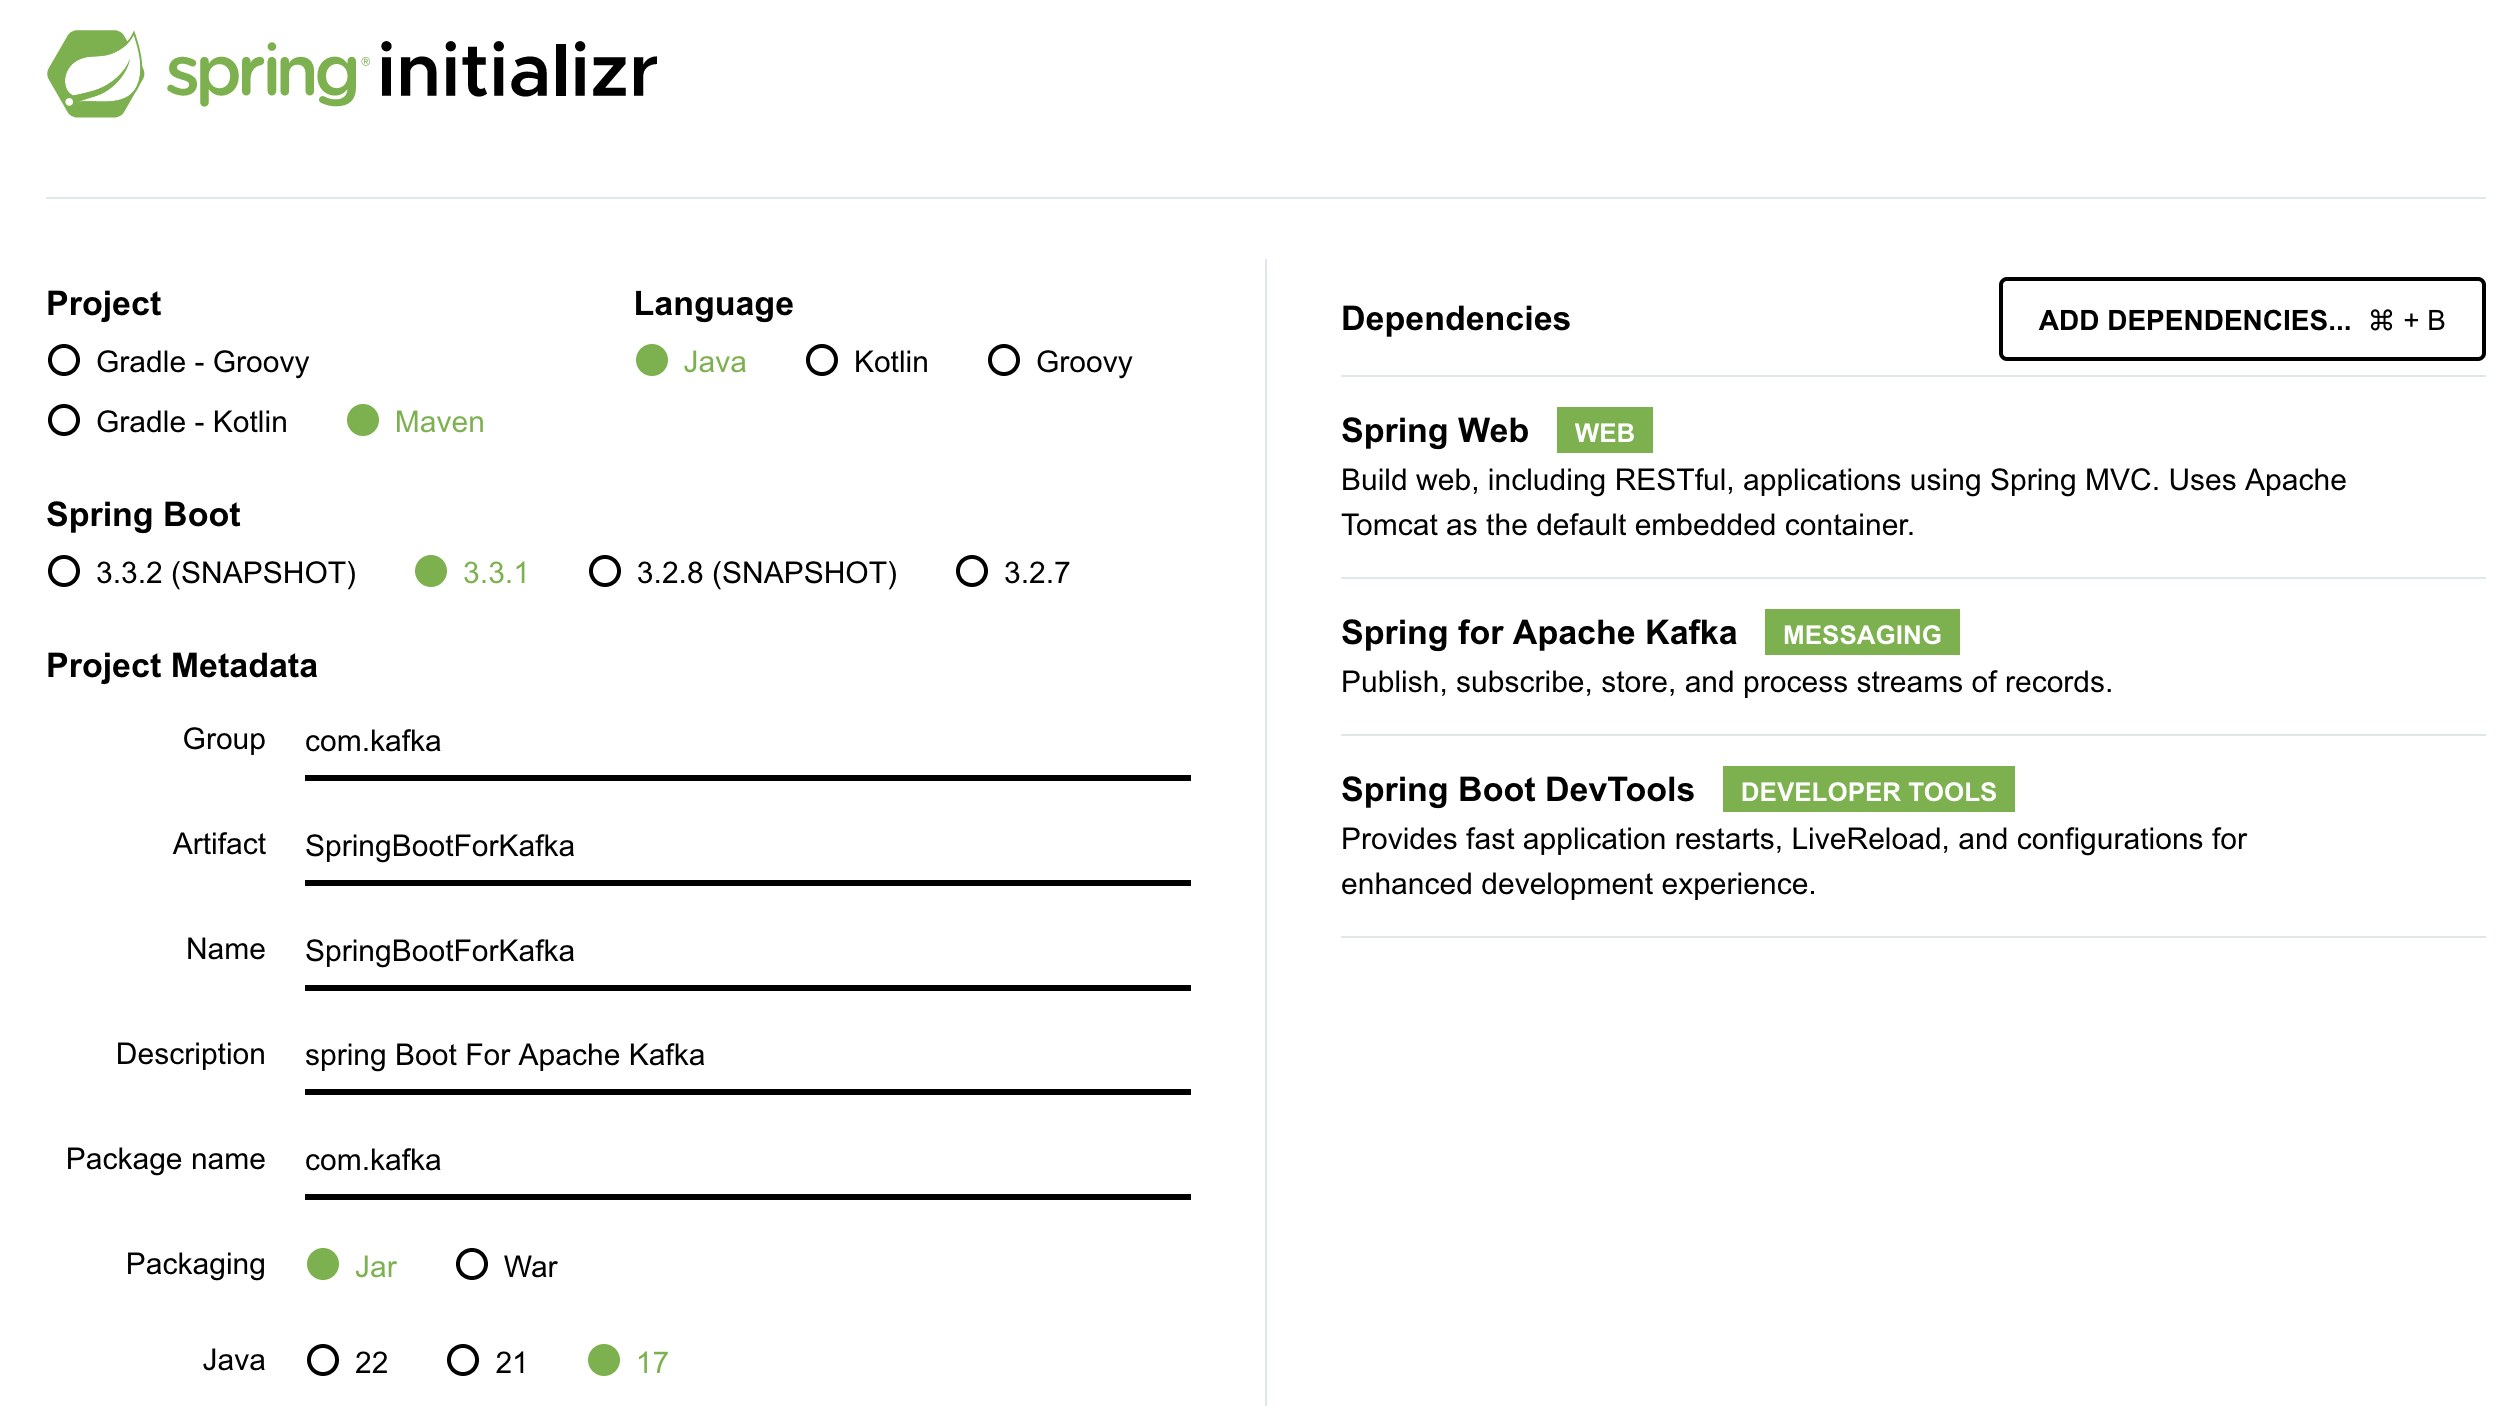 spring® initializr
Project
Gradle - Groovy
Gradle - Kotlin Maven
Language
Java Kotlin Groovy
Spring Boot
3.3.2 (SNAPSHOT) 3.3.1 3.2.8 (SNAPSHOT) 3.2.7
Project Metadata
Group com.kafka
Artifact SpringBootForKafka
Name SpringBootForKafka
Description spring Boot For Apache Kafka
Package name com.kafka
Packaging Jar War
Java 22 21 17
Dependencies
ADD DEPENDENCIES... ⌘ + B
Spring Web WEB
Build web, including RESTful, applications using Spring MVC. Uses Apache
Tomcat as the default embedded container.
Spring for Apache Kafka MESSAGING
Publish, subscribe, store, and process streams of records.
Spring Boot DevTools DEVELOPER TOOLS
Provides fast application restarts, LiveReload, and configurations for
enhanced development experience.